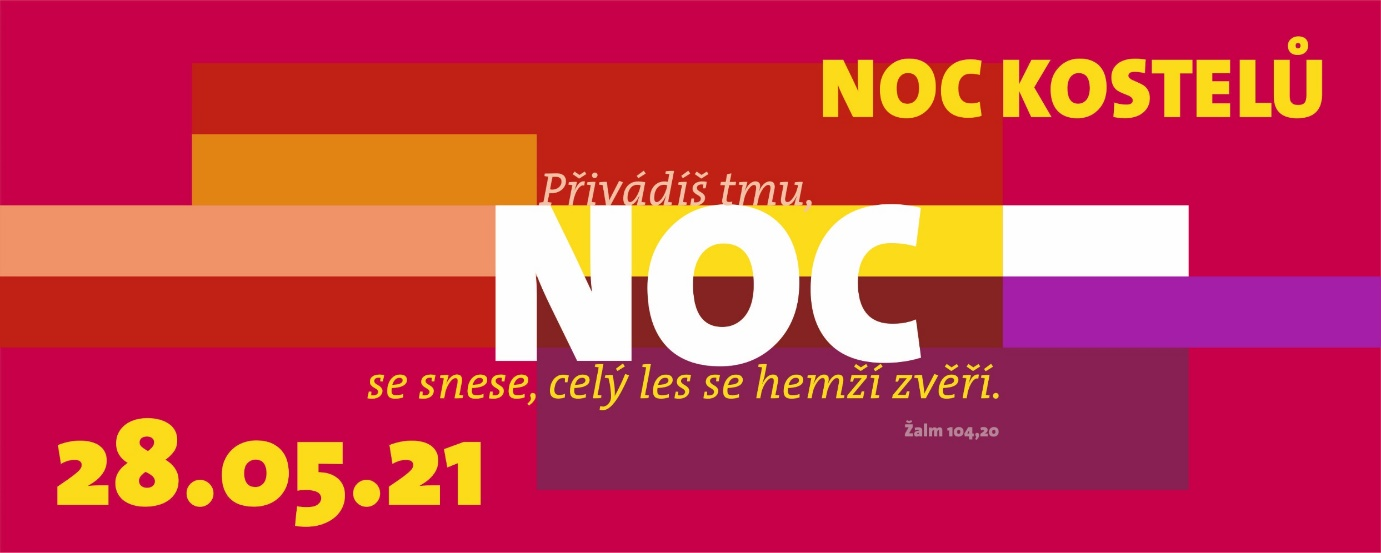 NOC KOSTELŮ
Přivádíš tmu,
NOC
se snese, celý les se hemží zvěří.
Žalm 104,20
28.05.21